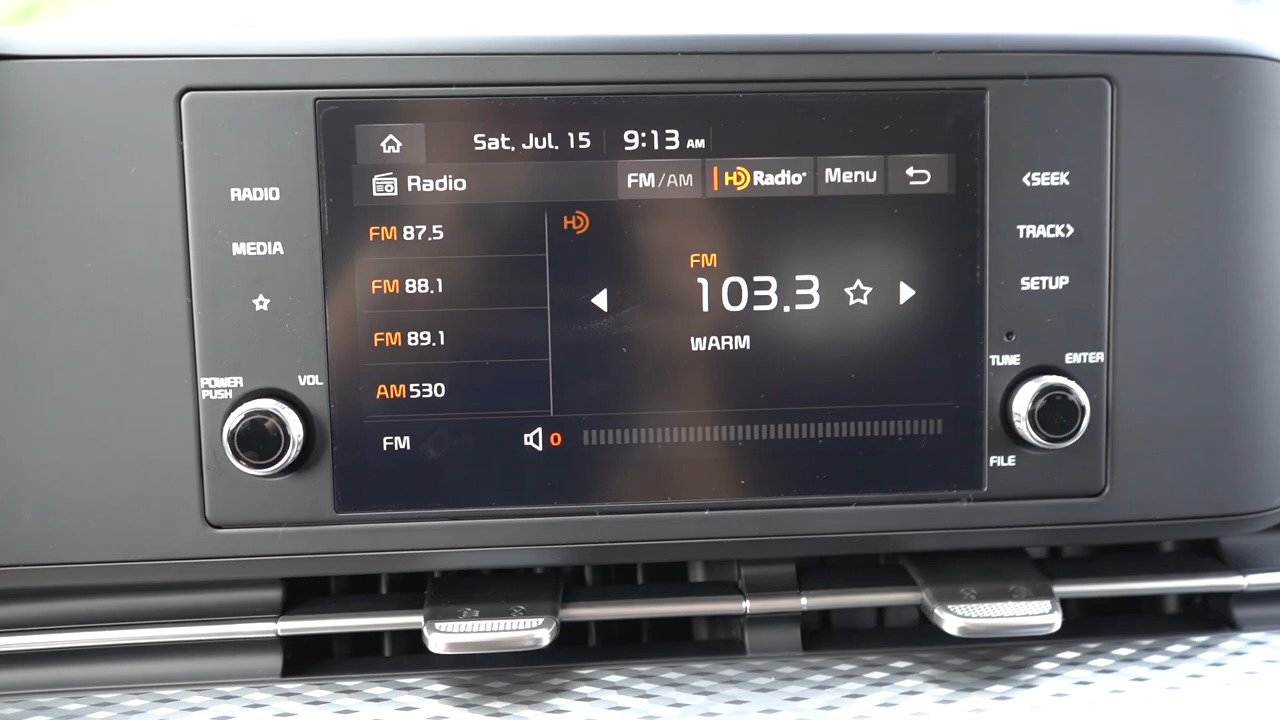 Sat, Jul. 15 9:13 AM
Radio FM/AM HD Radio Menu
RADIO
MEDIA
POWER
PUSH
VOL
FM 87.5
FM 88.1
FM 89.1
AM 530
FM 0
HD
FM
103.3
WARM
<SEEK
TRACK>
SETUP
TUNE
ENTER
FILE